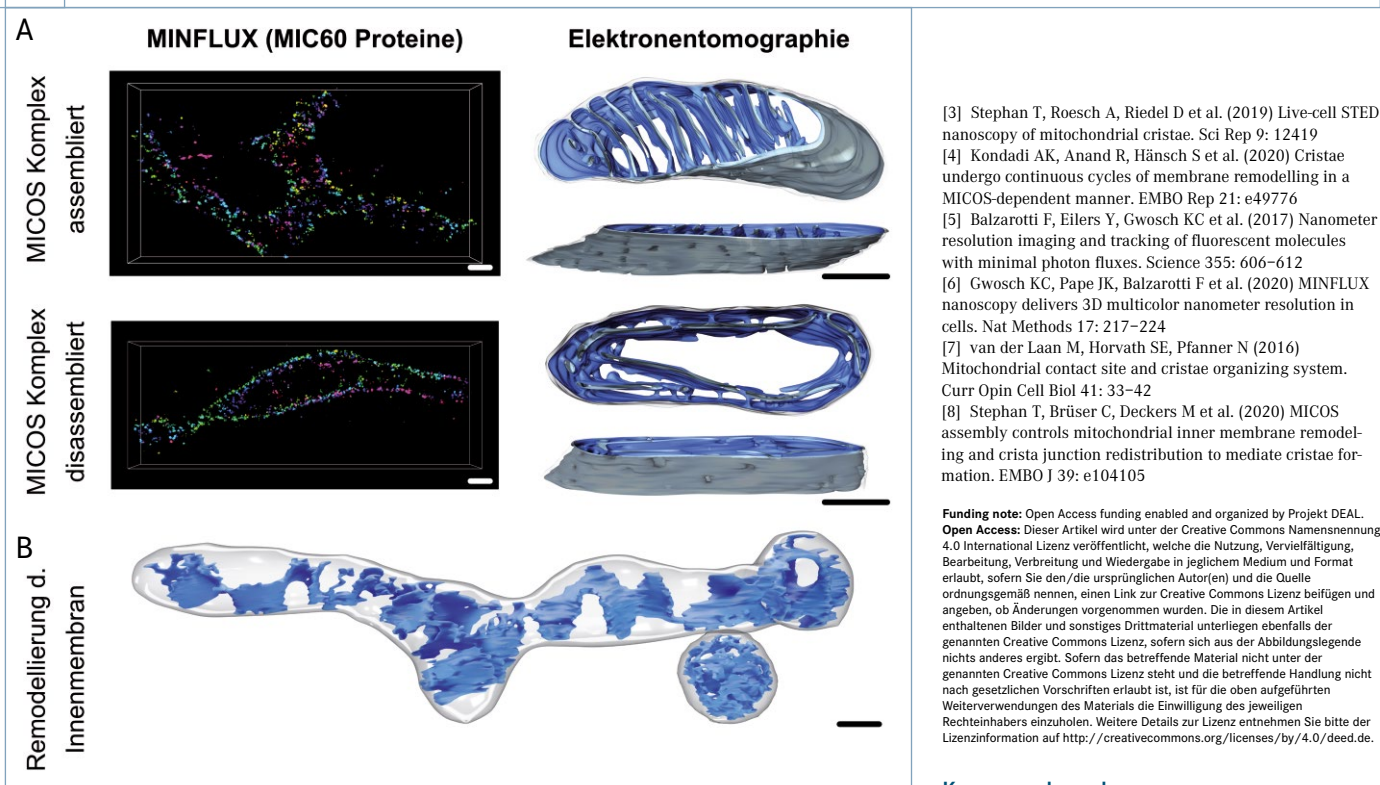 A
MINFLUX (MIC60 Proteine)
Elektronentomographie
MICOS Komplex
assembliert
MICOS Komplex
disassembliert
B
Remodellierung d.
Innenmembran
[3] Stephan T, Roesch A, Riedel D et al. (2019) Live-cell STED
nanoscopy of mitochondrial cristae. Sci Rep 9: 12419
[4] Kondadi AK, Anand R, Hänsch S et al. (2020) Cristae
undergo continuous cycles of membrane remodelling in a
MICOS-dependent manner. EMBO Rep 21: e49776
[5] Balzarotti F, Eilers Y, Gwosch KC et al. (2017) Nanometer
resolution imaging and tracking of fluorescent molecules
with minimal photon fluxes. Science 355: 606–612
[6] Gwosch KC, Pape JK, Balzarotti F et al. (2020) MINFLUX
nanoscopy delivers 3D multicolor nanometer resolution in
cells. Nat Methods 17: 217–224
[7] van der Laan M, Horvath SE, Pfanner N (2016)
Mitochondrial contact site and cristae organizing system.
Curr Opin Cell Biol 41: 33–42
[8] Stephan T, Brüser C, Deckers M et al. (2020) MICOS
assembly controls mitochondrial inner membrane remodel-
ing and crista junction redistribution to mediate cristae for-
mation. EMBO J 39: e104105
Funding note: Open Access funding enabled and organized by Projekt DEAL.
Open Access: Dieser Artikel wird unter der Creative Commons Namensnennung
4.0 International Lizenz veröffentlicht, welche die Nutzung, Vervielfältigung,
Bearbeitung, Verbreitung und Wiedergabe in jeglichem Medium und Format
erlaubt, sofern Sie den/die ursprünglichen Autor(en) und die Quelle
ordnungsgemäß nennen, einen Link zur Creative Commons Lizenz beifügen und
angeben, ob Änderungen vorgenommen wurden. Die in diesem Artikel
enthaltenen Bilder und sonstiges Drittmaterial unterliegen ebenfalls der
genannten Creative Commons Lizenz, sofern sich aus der Abbildungslegende
nichts anderes ergibt. Sofern das betreffende Material nicht unter der
genannten Creative Commons Lizenz steht und die betreffende Handlung nicht
nach gesetzlichen Vorschriften erlaubt ist, ist für die oben aufgeführten
Weiterverwendungen des Materials die Einwilligung des jeweiligen
Rechteinhabers einzuholen. Weitere Details zur Lizenz entnehmen Sie bitte der
Lizenzinformation auf http://creativecommons.org/licenses/by/4.0/deed.de.